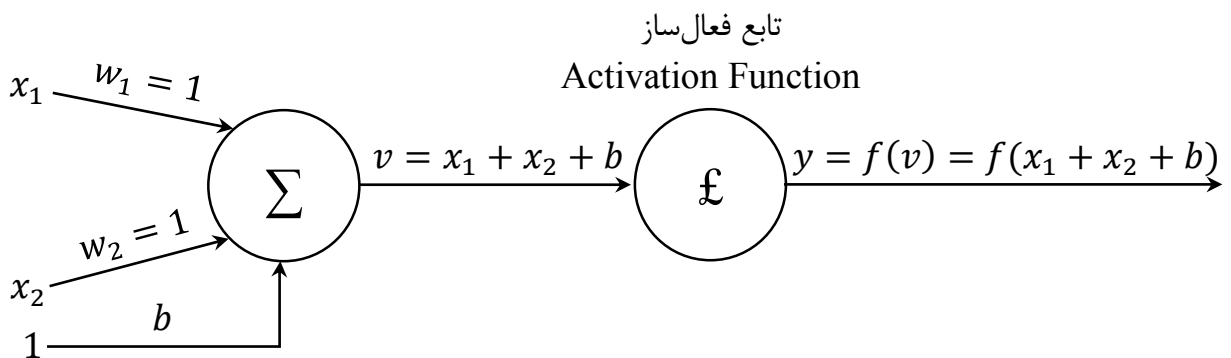 تابع فعال‌ساز
Activation Function
x₁
w₁ = 1
∑
v = x₁ + x₂ + b
£
y = f(v) = f(x₁ + x₂ + b)
w₂ = 1
x₂
b
1